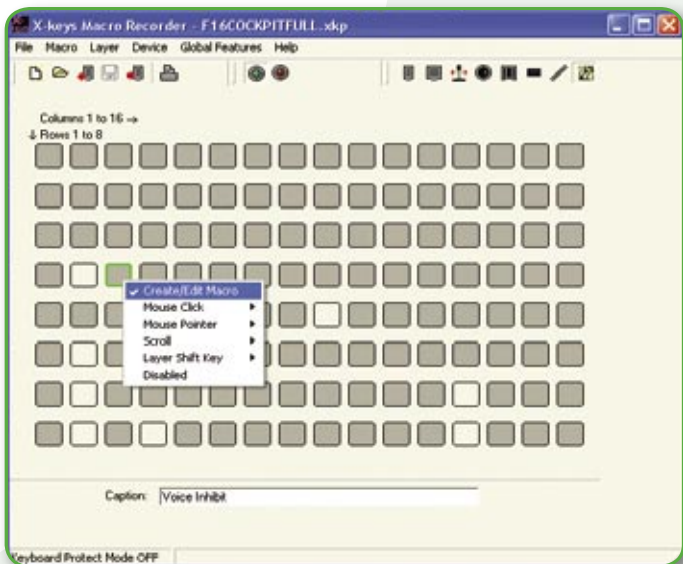 X-keys Macro Recorder - F16COCKPITFULL.xkp
File Macro Layer Device Global Features Help
Columns 1 to 16 →
↓ Rows 1 to 8
✓ Create/Edit Macro
Mouse Click
Mouse Pointer
Scroll
Layer Shift Key
Disabled
Caption: Voice Inhibit
Keyboard Protect Mode OFF